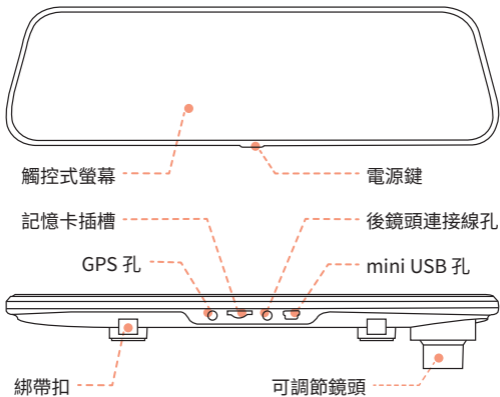 觸控式螢幕
電源鍵
記憶卡插槽
後鏡頭連接線孔
GPS 孔
mini USB 孔
綁帶扣
可調節鏡頭